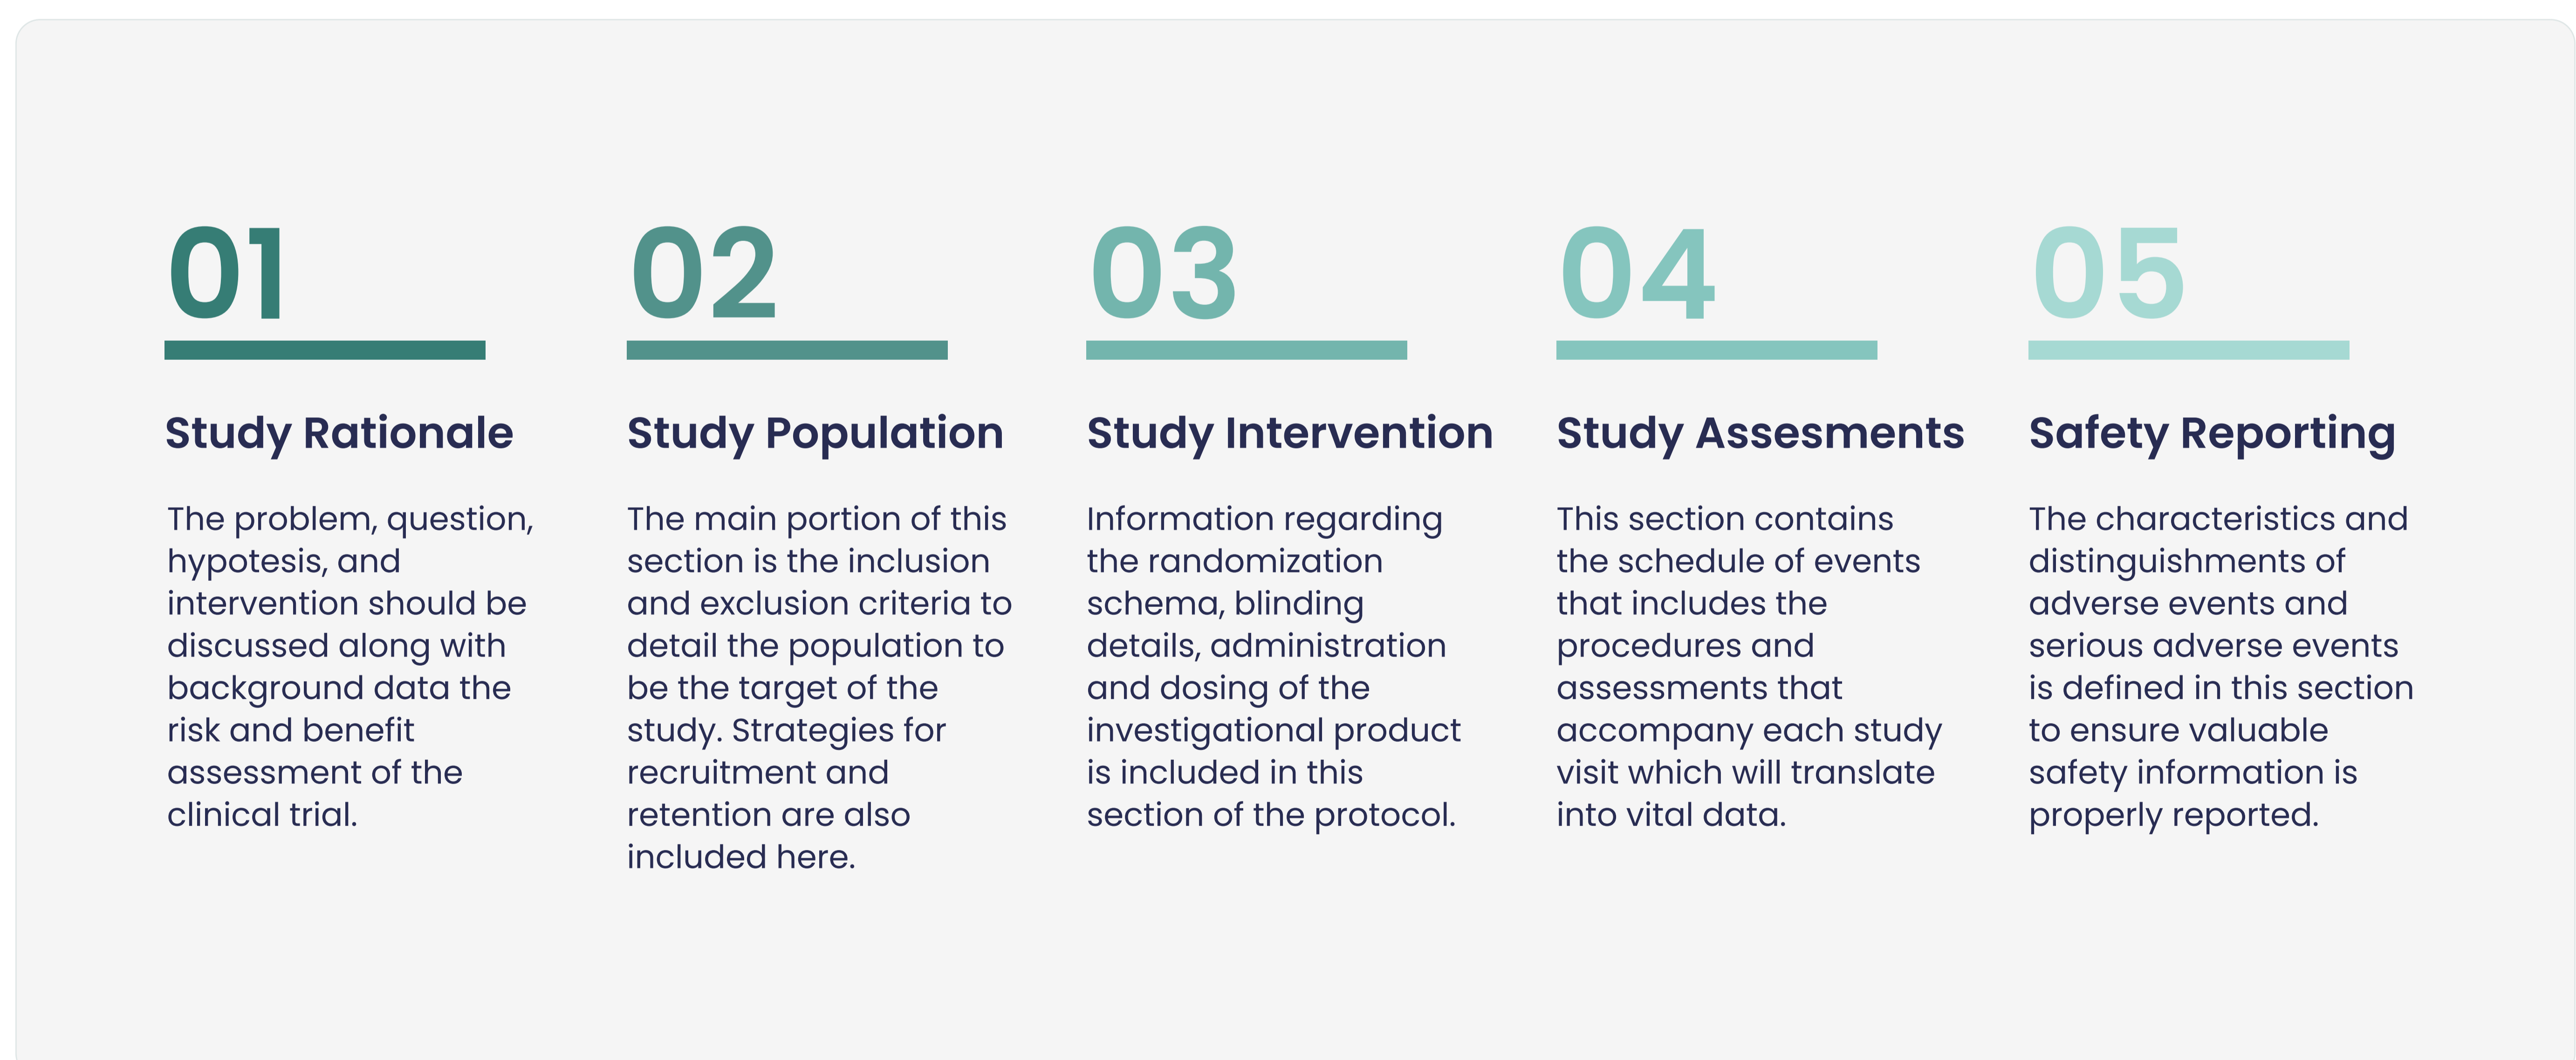 01
Study Rationale
The problem, question,
hypotesis, and
intervention should be
discussed along with
background data the
risk and benefit
assessment of the
clinical trial.
02
Study Population
The main portion of this
section is the inclusion
and exclusion criteria to
detail the population to
be the target of the
study. Strategies for
recruitment and
retention are also
included here.
03
Study Intervention
Information regarding
the randomization
schema, blinding
details, administration
and dosing of the
investigational product
is included in this
section of the protocol.
04
Study Assesments
This section contains
the schedule of events
that includes the
procedures and
assessments that
accompany each study
visit which will translate
into vital data.
05
Safety Reporting
The characteristics and
distinguishments of
adverse events and
serious adverse events
is defined in this section
to ensure valuable
safety information is
properly reported.